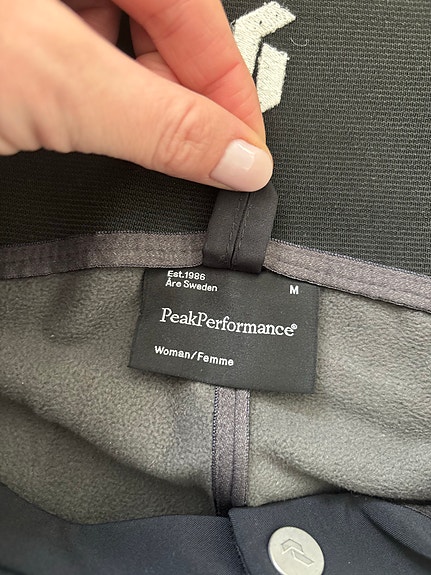 Est.1986
Åre Sweden
M
PeakPerformance®
Woman/Femme